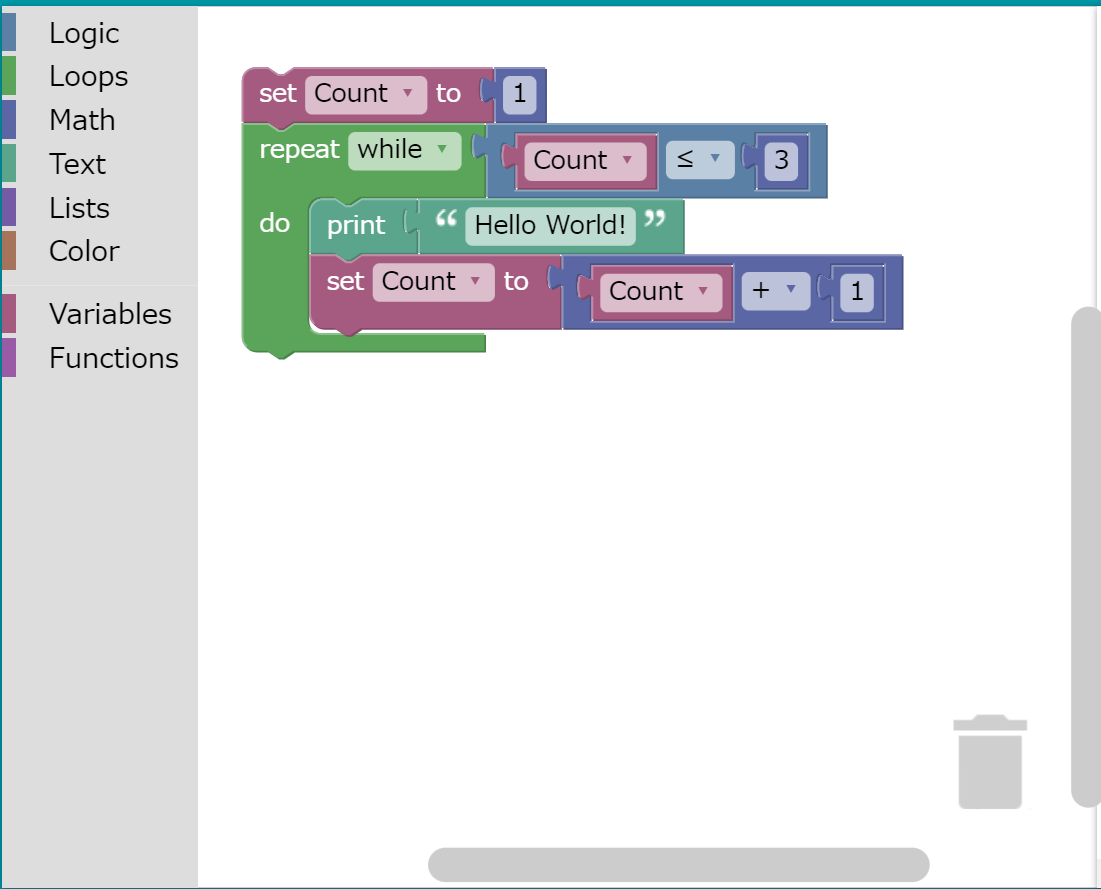 Logic
Loops
Math
Text
Lists
Color
Variables
Functions
set Count to 1
repeat while Count ≤ 3
do print “ Hello World! ”
set Count to Count + 1